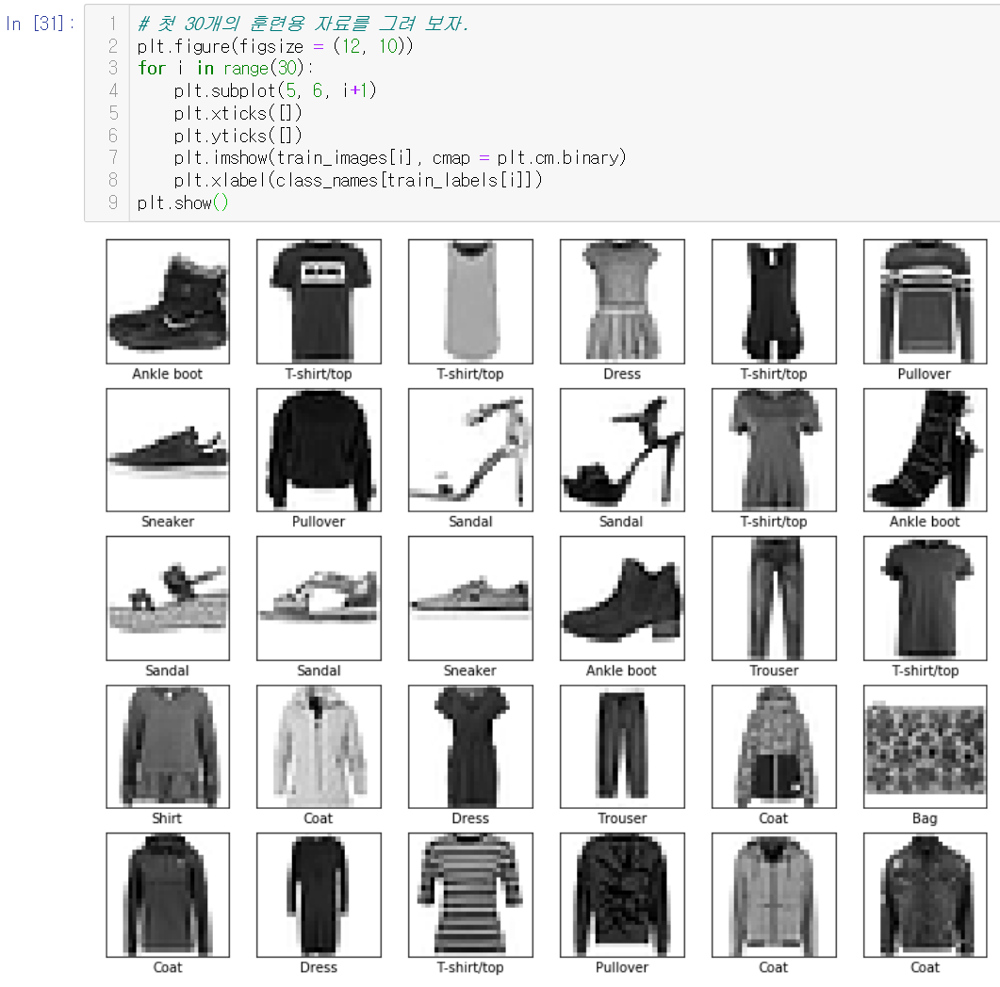 In [31]:
1 # 첫 30개의 훈련용 자료를 그려 보자.
2 plt.figure(figsize = (12, 10))
3 for i in range(30):
4     plt.subplot(5, 6, i+1)
5     plt.xticks([])
6     plt.yticks([])
7     plt.imshow(train_images[i], cmap = plt.cm.binary)
8     plt.xlabel(class_names[train_labels[i]])
9 plt.show()
Ankle boot T-shirt/top T-shirt/top Dress T-shirt/top Pullover
Sneaker Pullover Sandal Sandal T-shirt/top Ankle boot
Sandal Sandal Sneaker Ankle boot Trouser T-shirt/top
Shirt Coat Dress Trouser Coat Bag
Coat Dress T-shirt/top Pullover Coat Coat